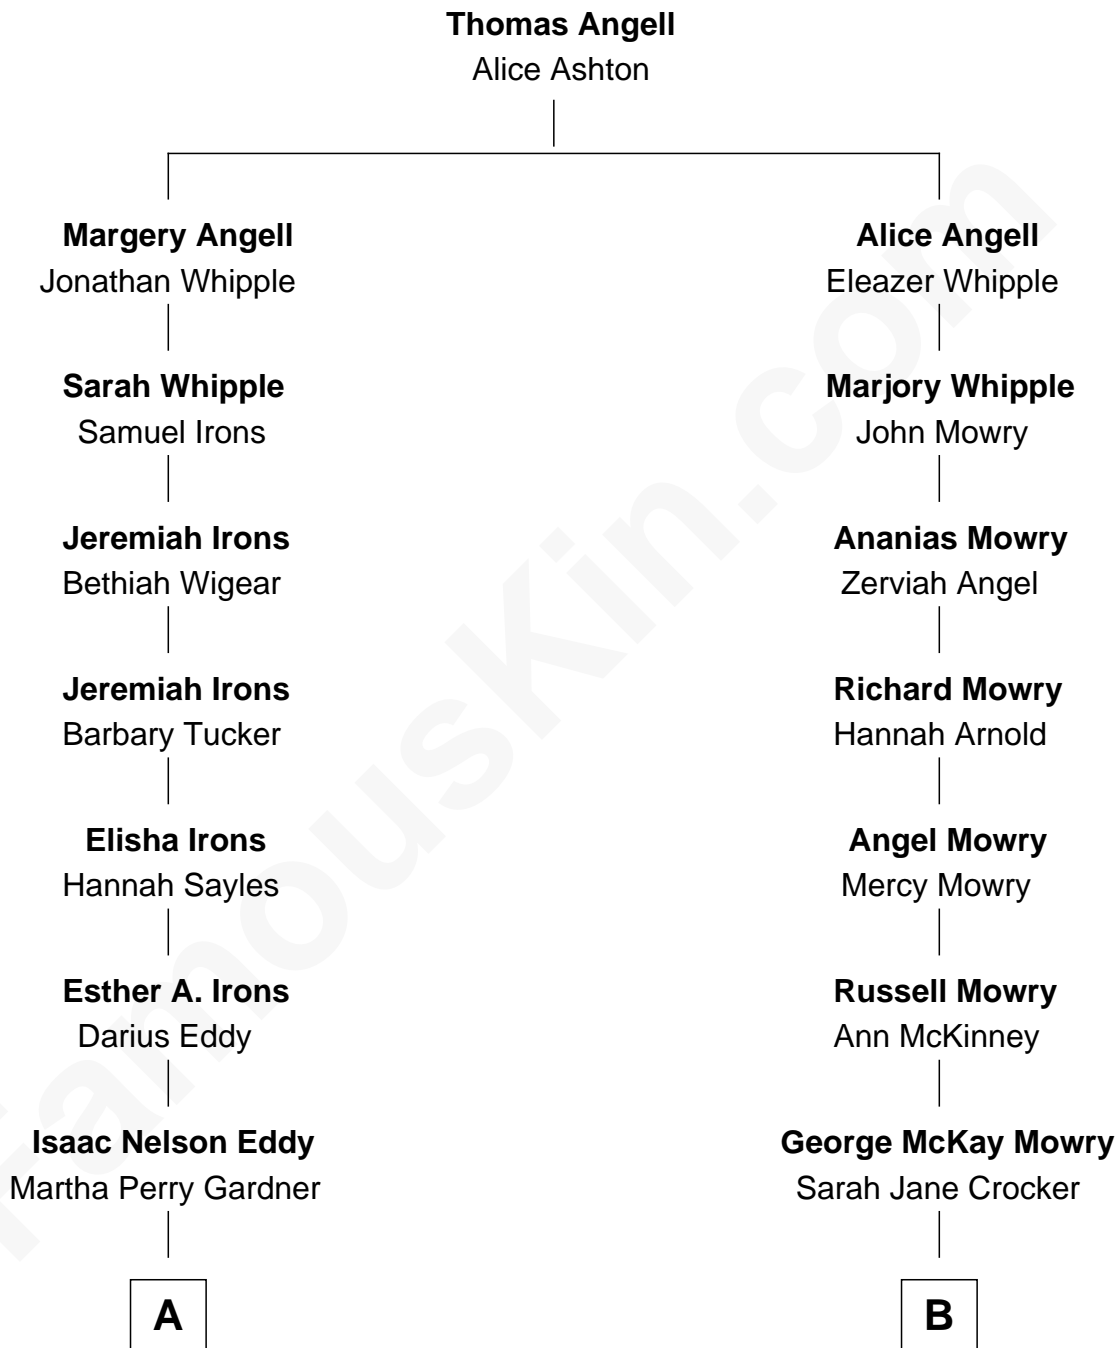 Thomas Angell
Alice Ashton
Margery Angell
Jonathan Whipple
Alice Angell
Eleazer Whipple
Sarah Whipple
Samuel Irons
Marjory Whipple
John Mowry
Jeremiah Irons
Bethiah Wigear
Ananias Mowry
Zerviah Angel
Jeremiah Irons
Barbary Tucker
Richard Mowry
Hannah Arnold
Elisha Irons
Hannah Sayles
Angel Mowry
Mercy Mowry
Esther A. Irons
Darius Eddy
Russell Mowry
Ann McKinney
Isaac Nelson Eddy
Martha Perry Gardner
George McKay Mowry
Sarah Jane Crocker
A
B
FamousKin.com